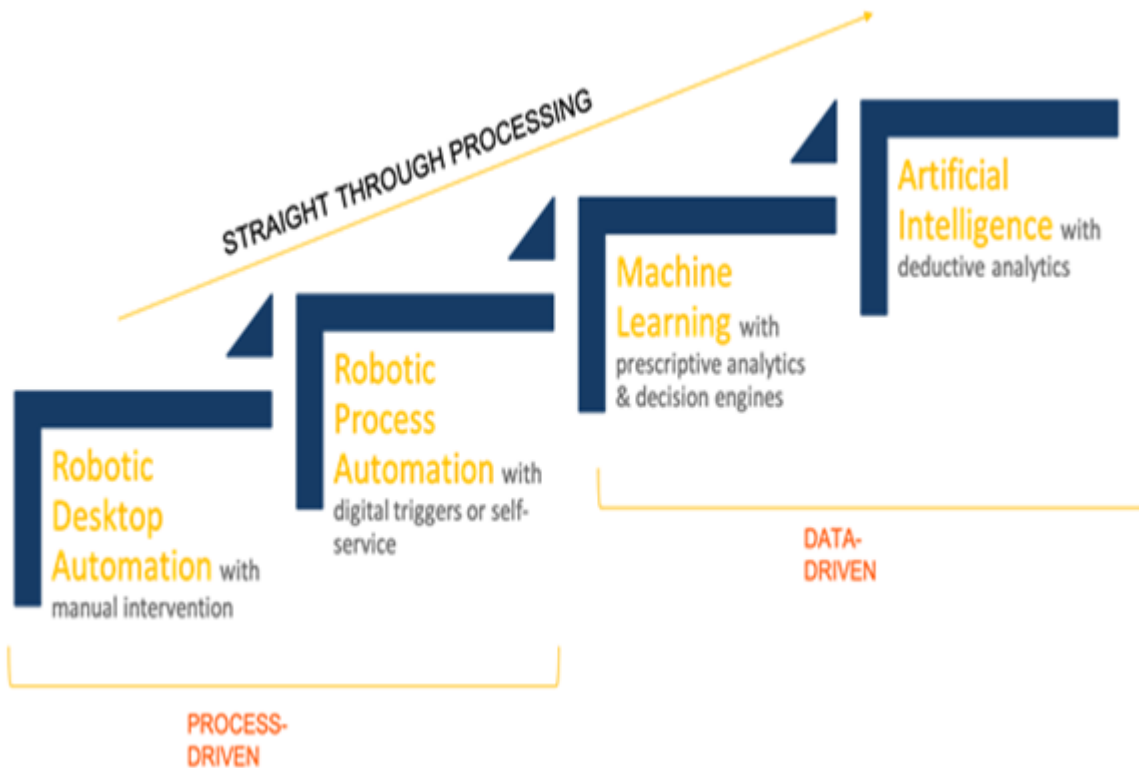 STRAIGHT THROUGH PROCESSING
Robotic
Desktop
Automation with
manual intervention
Robotic
Process
Automation with
digital triggers or self-
service
Machine
Learning with
prescriptive analytics
& decision engines
Artificial
Intelligence with
deductive analytics
PROCESS-
DRIVEN
DATA-
DRIVEN